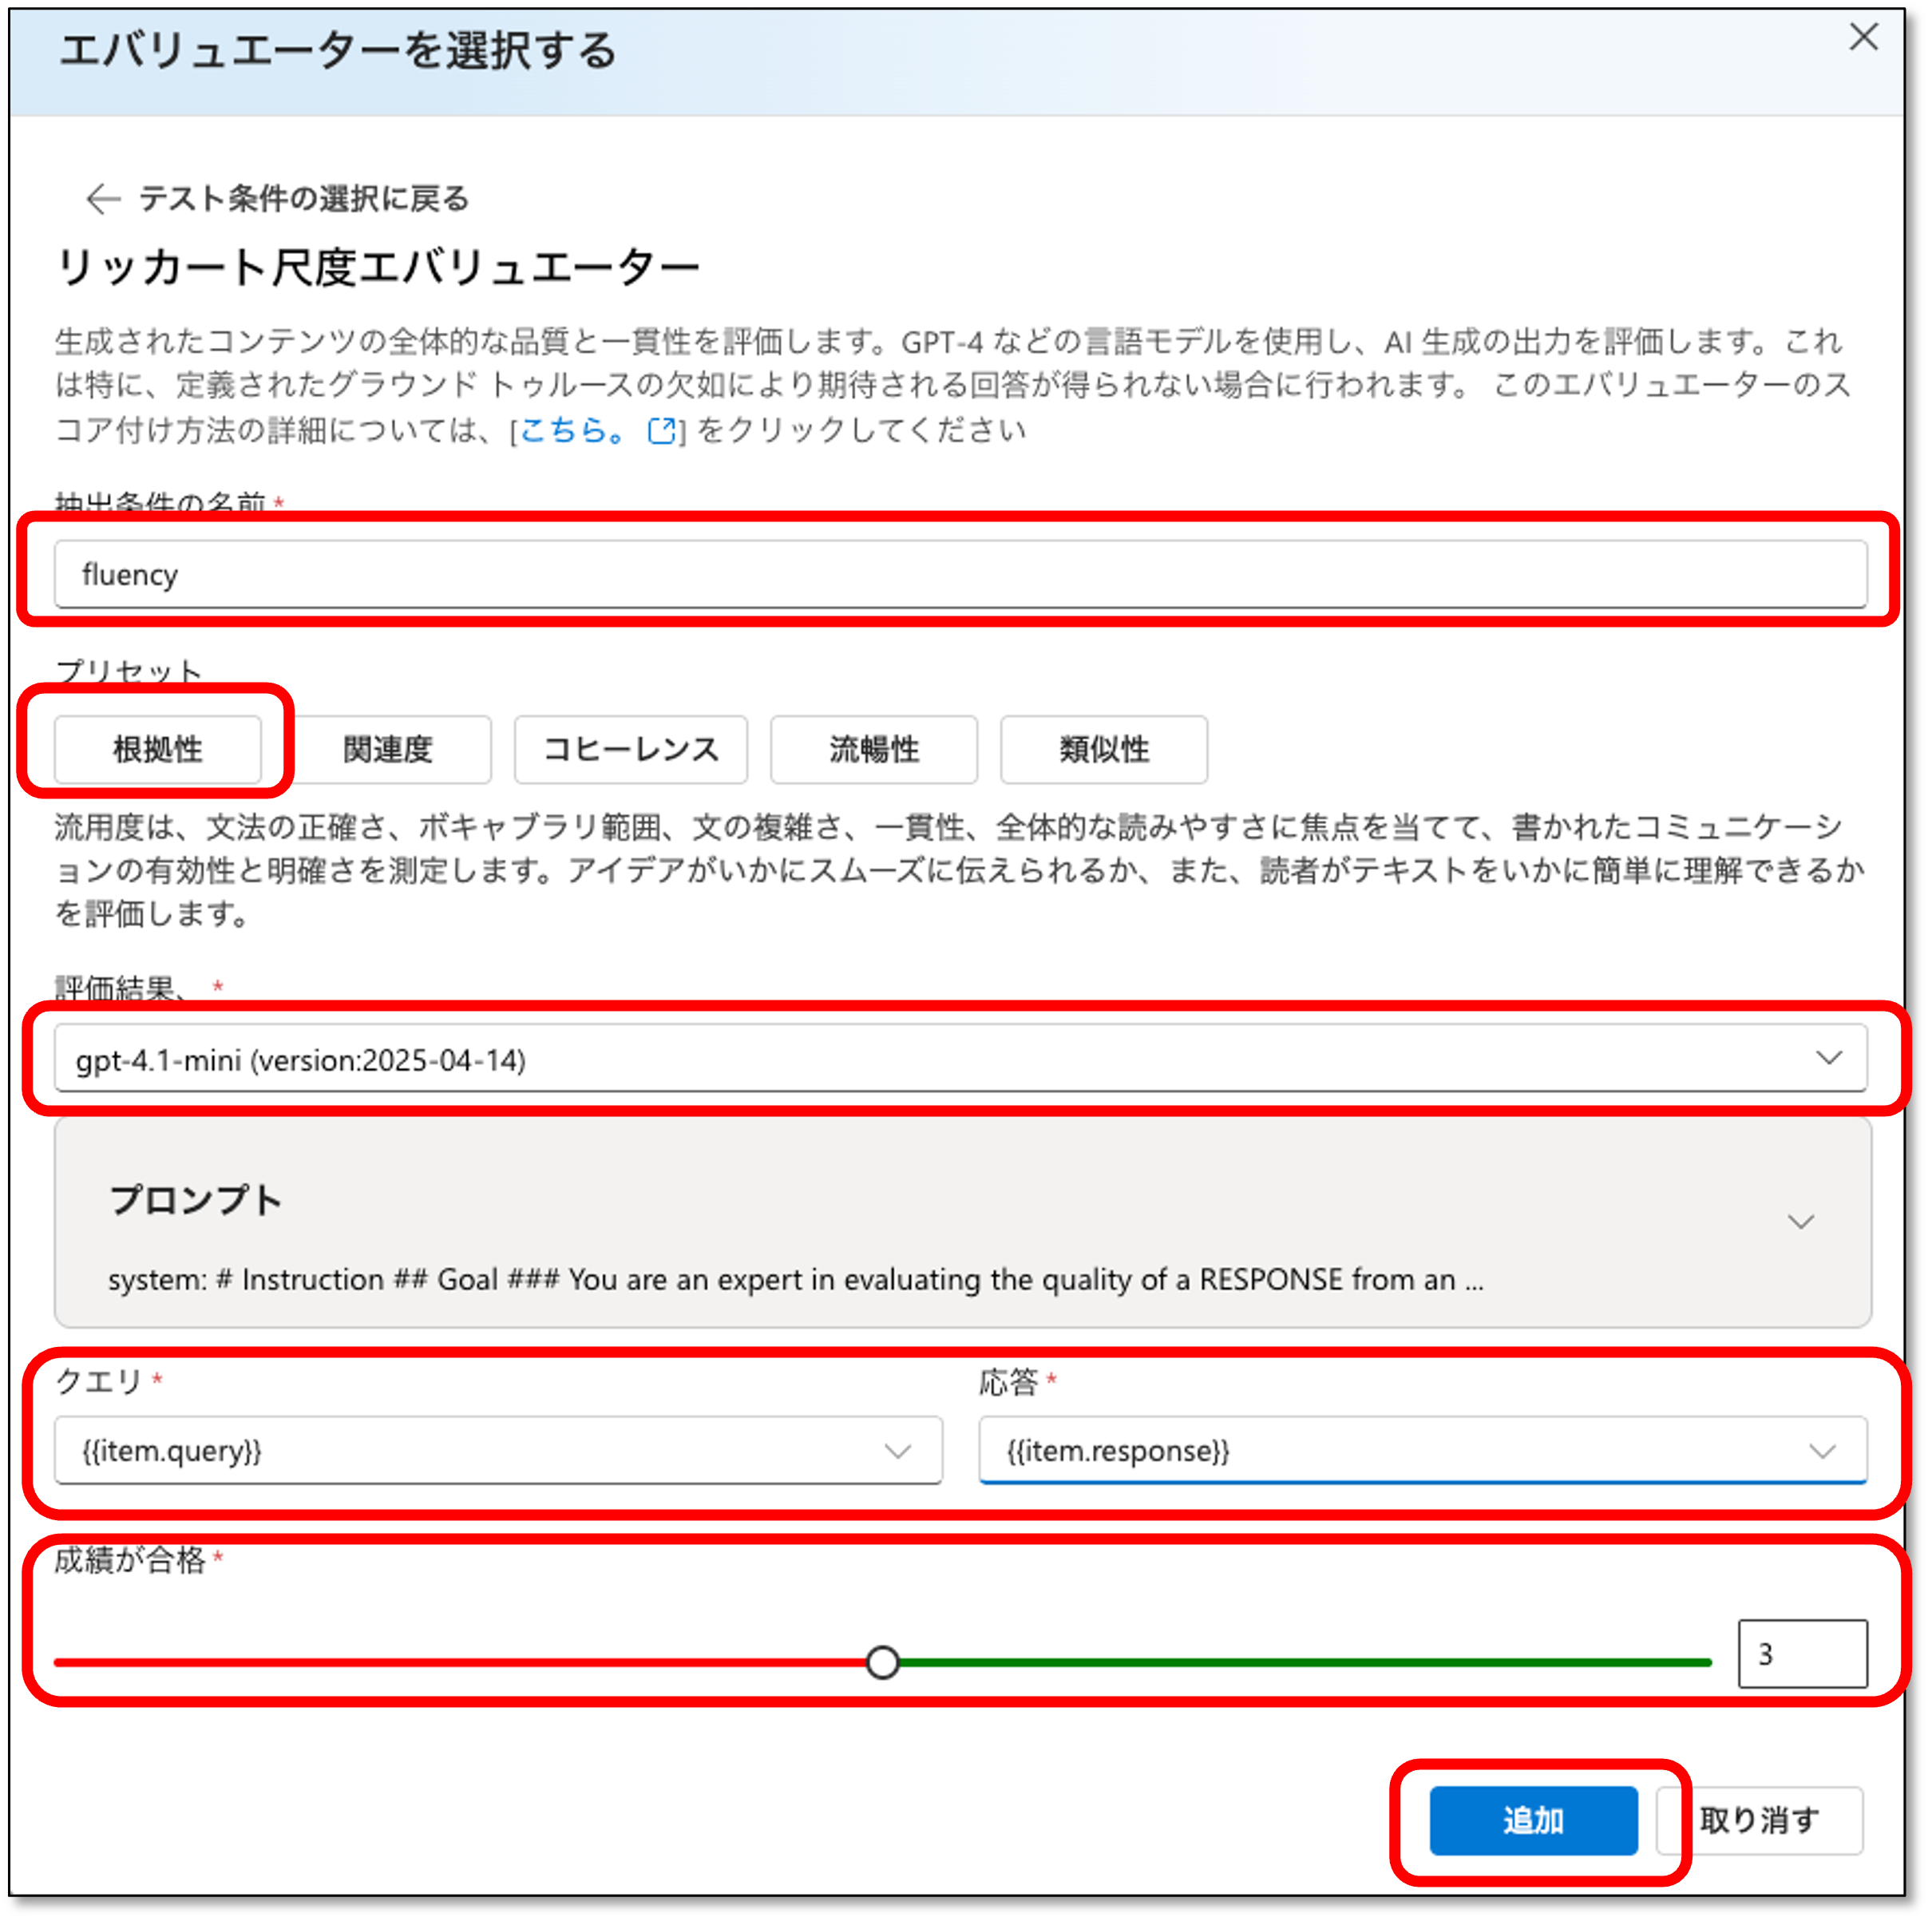 エバリュエーターを選択する
テスト条件の選択に戻る
リッカート尺度エバリュエーター
生成されたコンテンツの全体的な品質と一貫性を評価します。GPT-4 などの言語モデルを使用し、AI 生成の出力を評価します。これ
は特に、定義されたグラウンド トゥルースの欠如により期待される回答が得られない場合に行われます。 このエバリュエーターのス
コア付け方法の詳細については、[こちら。] をクリックしてください
抽出条件の名前 *
fluency
プリセット
根拠性 関連度 コヒーレンス 流暢性 類似性
流用度は、文法の正確さ、ボキャブラリ範囲、文の複雑さ、一貫性、全体的な読みやすさに焦点を当てて、書かれたコミュニケーシ
ョンの有効性と明確さを測定します。アイデアがいかにスムーズに伝えられるか、また、読者がテキストをいかに簡単に理解できるか
を評価します。
評価結果、 *
gpt-4.1-mini (version:2025-04-14)
プロンプト
system: # Instruction ## Goal ### You are an expert in evaluating the quality of a RESPONSE from an ...
クエリ * 応答 *
{{item.query}} {{item.response}}
成績が合格 *
3
追加 取り消す